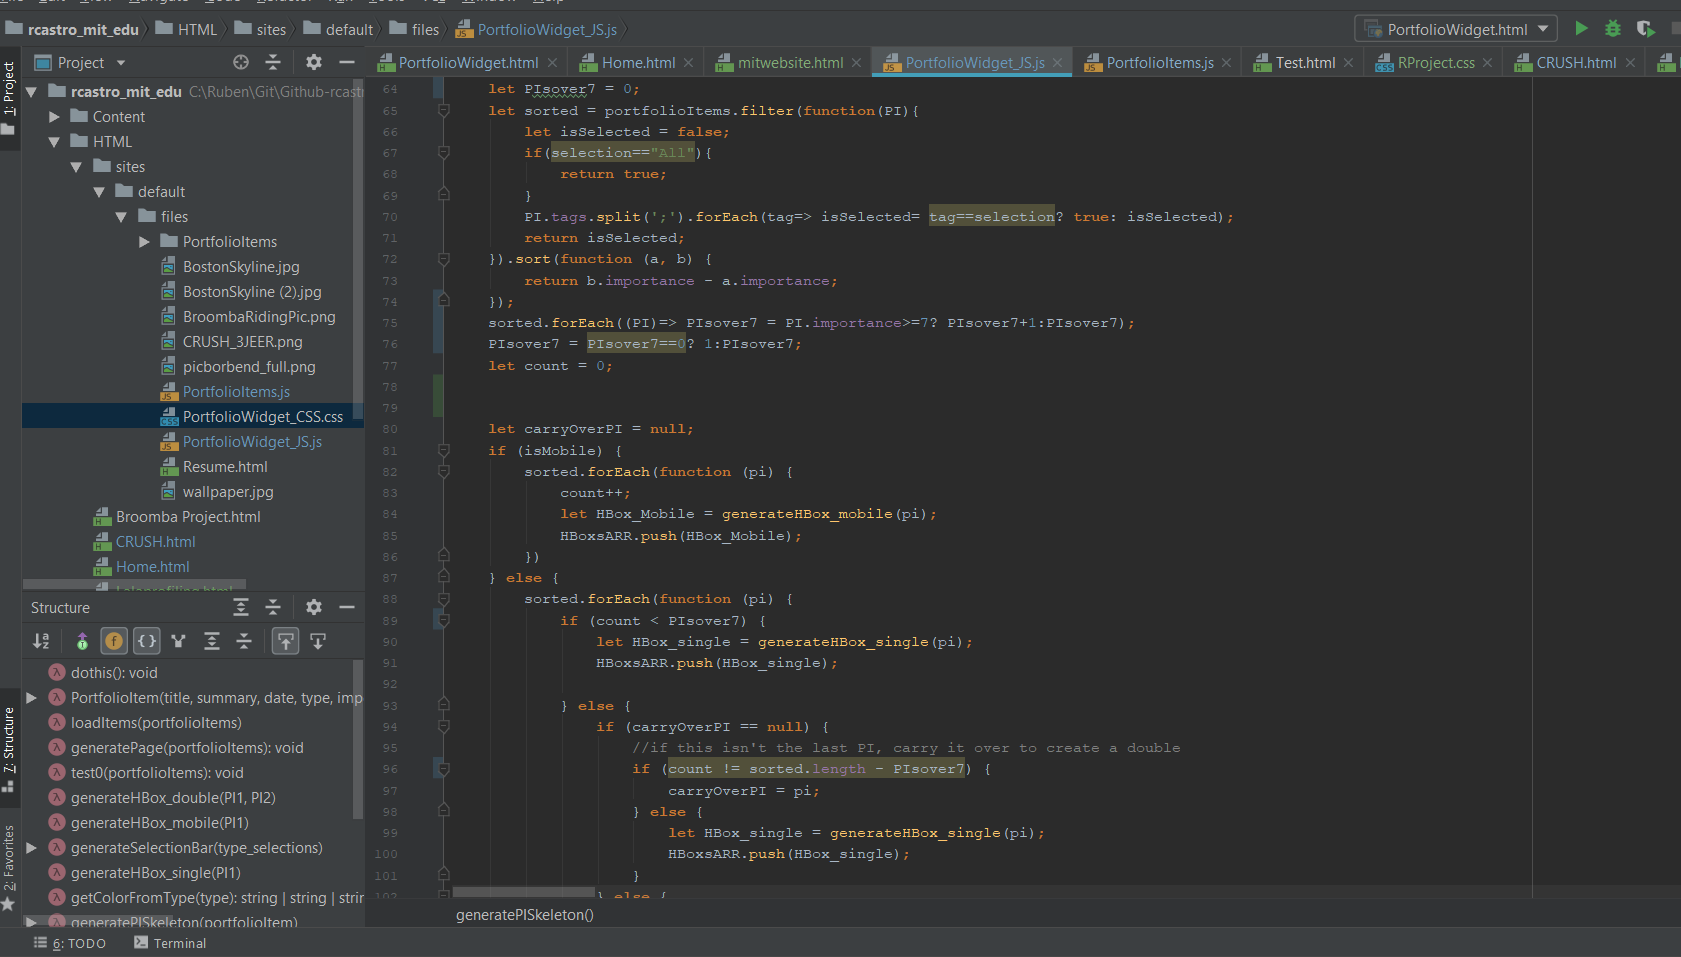 rcastro_mit_edu HTML sites default files PortfolioWidget_JS.js PortfolioWidget.html
Project
PortfolioWidget.html Home.html mitwebsite.html PortfolioWidget_JS.js PortfolioItems.js Test.html RProject.css CRUSH.html
1: Project
rcastro_mit_edu C:\Ruben\Git\Github-rcast
Content
HTML
sites
default
files
PortfolioItems
BostonSkyline.jpg
BostonSkyline (2).jpg
BroombaRidingPic.png
CRUSH_3JEER.png
picborbend_full.png
PortfolioItems.js
PortfolioWidget_CSS.css
PortfolioWidget_JS.js
Resume.html
wallpaper.jpg
Broomba Project.html
CRUSH.html
Home.html
Structure
dothis(): void
PortfolioItem(title, summary, date, type, imp
loadItems(portfolioItems)
generatePage(portfolioItems): void
test0(portfolioItems): void
generateHBox_double(PI1, PI2)
generateHBox_mobile(PI1)
generateSelectionBar(type_selections)
generateHBox_single(PI1)
getColorFromType(type): string | string | strin
generatePISkeleton(portfolioItem)
7: Structure
2: Favorites
64 let PIsover7 = 0;
65 let sorted = portfolioItems.filter(function(PI){
66 let isSelected = false;
67 if(selection=="All"){
68 return true;
69 }
70 PI.tags.split(';').forEach(tag=> isSelected= tag==selection? true: isSelected);
71 return isSelected;
72 }).sort(function (a, b) {
73 return b.importance - a.importance;
74 });
75 sorted.forEach((PI)=> PIsover7 = PI.importance>=7? PIsover7+1:PIsover7);
76 PIsover7 = PIsover7==0? 1:PIsover7;
77 let count = 0;
78
79
80 let carryOverPI = null;
81 if (isMobile) {
82 sorted.forEach(function (pi) {
83 count++;
84 let HBox_Mobile = generateHBox_mobile(pi);
85 HBoxsARR.push(HBox_Mobile);
86 })
87 } else {
88 sorted.forEach(function (pi) {
89 if (count < PIsover7) {
90 let HBox_single = generateHBox_single(pi);
91 HBoxsARR.push(HBox_single);
92
93 } else {
94 if (carryOverPI == null) {
95 //if this isn't the last PI, carry it over to create a double
96 if (count != sorted.length - PIsover7) {
97 carryOverPI = pi;
98 } else {
99 let HBox_single = generateHBox_single(pi);
100 HBoxsARR.push(HBox_single);
101 }
102 } else {
generatePISkeleton()
6: TODO Terminal